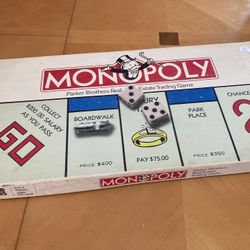 MONOPOLY
Parker Brothers Real Estate Trading Game
COLLECT
$200.00 SALARY
AS YOU PASS
GO
BOARDWALK
PRICE $400
URY
PAY $75.00
PARK
PLACE
PRICE $350
CHANCE
MONOPOLY